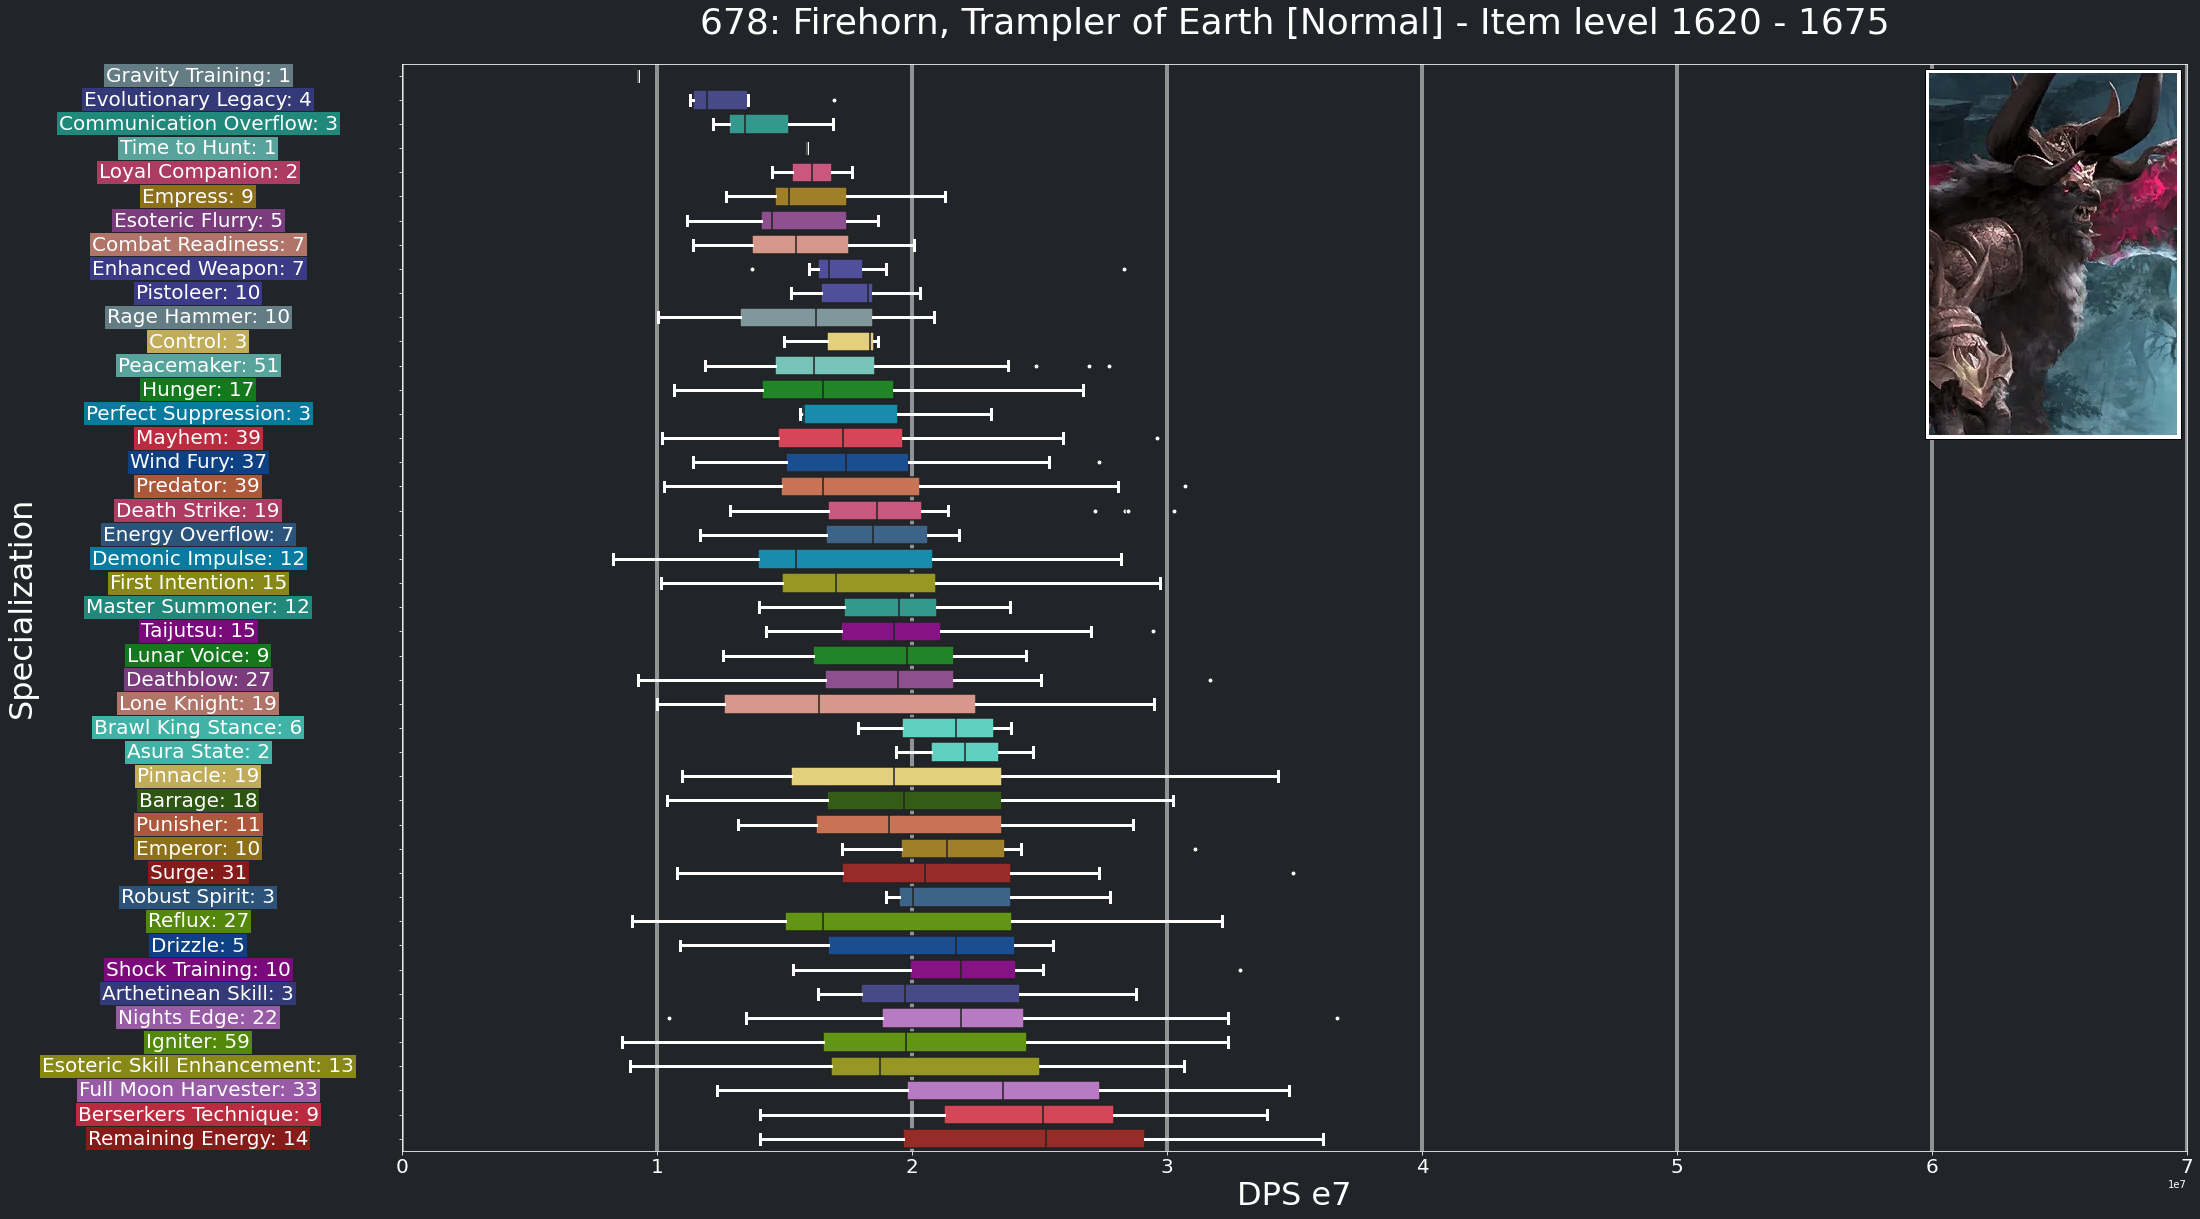 678: Firehorn, Trampler of Earth [Normal] - Item level 1620 - 1675
Gravity Training: 1
Evolutionary Legacy: 4
Communication Overflow: 3
Time to Hunt: 1
Loyal Companion: 2
Empress: 9
Esoteric Flurry: 5
Combat Readiness: 7
Enhanced Weapon: 7
Pistoleer: 10
Rage Hammer: 10
Control: 3
Peacemaker: 51
Hunger: 17
Perfect Suppression: 3
Mayhem: 39
Wind Fury: 37
Predator: 39
Death Strike: 19
Energy Overflow: 7
Demonic Impulse: 12
First Intention: 15
Master Summoner: 12
Taijutsu: 15
Lunar Voice: 9
Deathblow: 27
Lone Knight: 19
Brawl King Stance: 6
Asura State: 2
Pinnacle: 19
Barrage: 18
Punisher: 11
Emperor: 10
Surge: 31
Robust Spirit: 3
Reflux: 27
Drizzle: 5
Shock Training: 10
Arthetinean Skill: 3
Nights Edge: 22
Igniter: 59
Esoteric Skill Enhancement: 13
Full Moon Harvester: 33
Berserkers Technique: 9
Remaining Energy: 14
Specialization
0 1 2 3 4 5 6 7
1e7
DPS e7